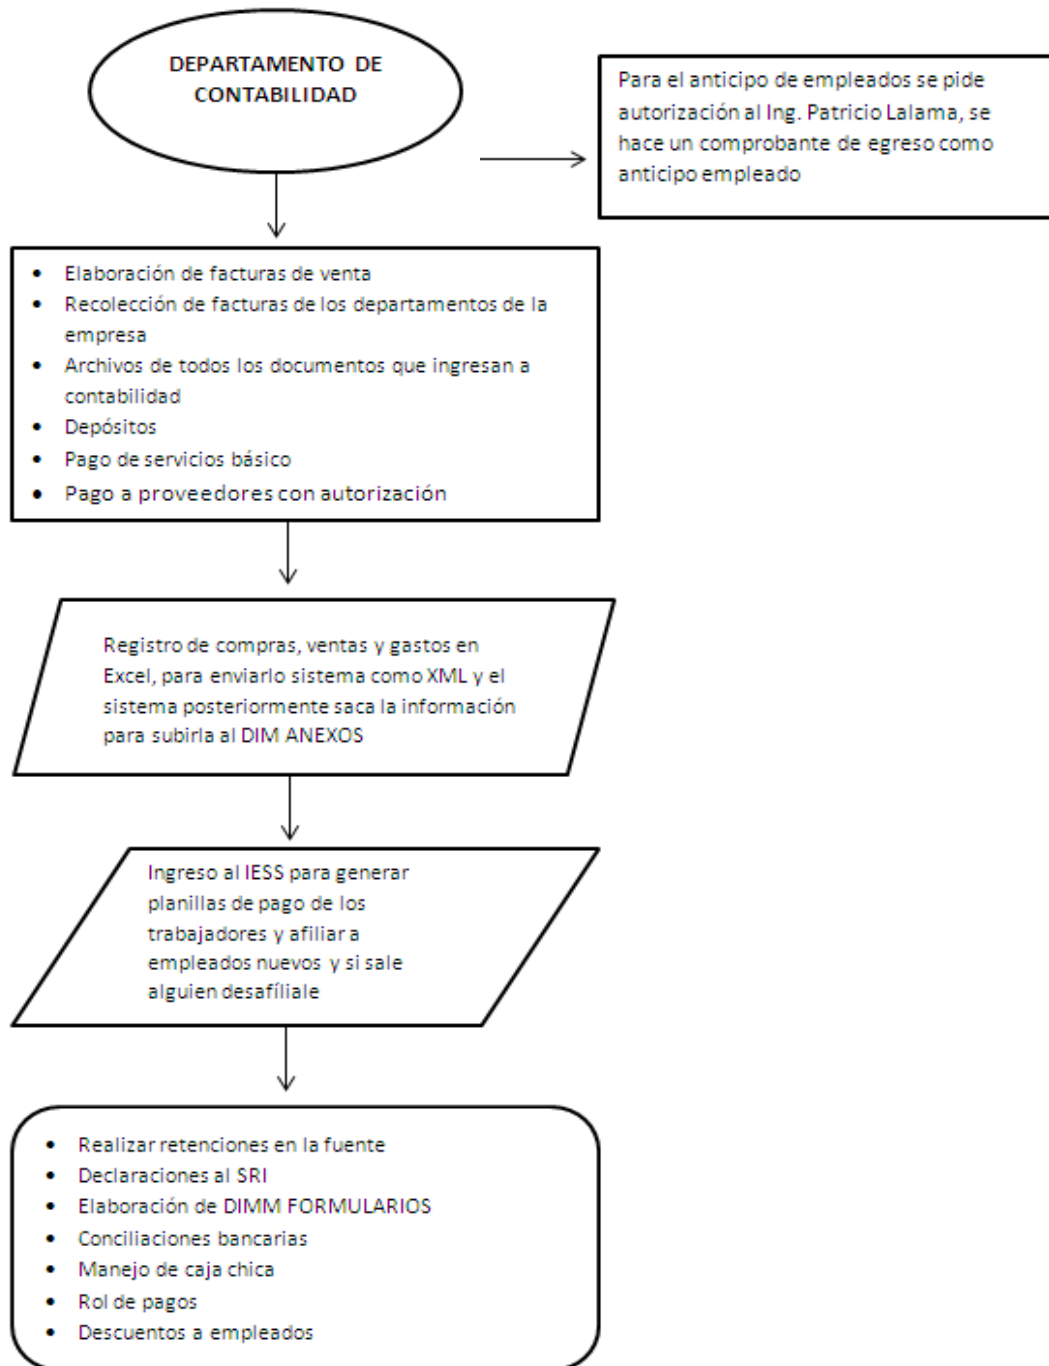 DEPARTAMENTO DE
CONTABILIDAD
Para el anticipo de empleados se pide
autorización al Ing. Patricio Lalama, se
hace un comprobante de egreso como
anticipo empleado
• Elaboración de facturas de venta
• Recolección de facturas de los departamentos de la
empresa
• Archivos de todos los documentos que ingresan a
contabilidad
• Depósitos
• Pago de servicios básico
• Pago a proveedores con autorización
Registro de compras, ventas y gastos en
Excel, para enviarlo sistema como XML y el
sistema posteriormente saca la información
para subirla al DIM ANEXOS
Ingreso al IESS para generar
planillas de pago de los
trabajadores y afiliar a
empleados nuevos y si sale
alguien desafíliale
• Realizar retenciones en la fuente
• Declaraciones al SRI
• Elaboración de DIMM FORMULARIOS
• Conciliaciones bancarias
• Manejo de caja chica
• Rol de pagos
• Descuentos a empleados